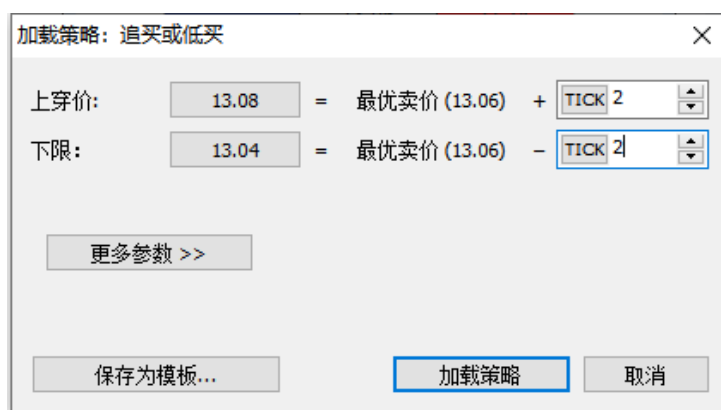 加载策略：追买或低买
上穿价: 13.08 = 最优卖价 (13.06) + TICK 2
下限： 13.04 = 最优卖价 (13.06) − TICK 2
更多参数 >>
保存为模板... 加载策略 取消